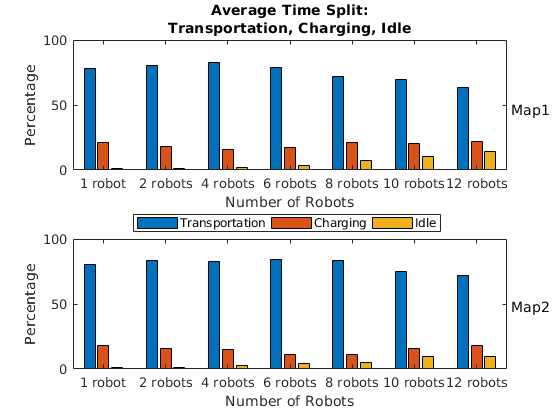 Average Time Split:
Transportation, Charging, Idle
100
50
0
Percentage
1 robot 2 robots 4 robots 6 robots 8 robots 10 robots 12 robots
Number of Robots
Map1
Transportation Charging Idle
100
50
0
Percentage
1 robot 2 robots 4 robots 6 robots 8 robots 10 robots 12 robots
Number of Robots
Map2